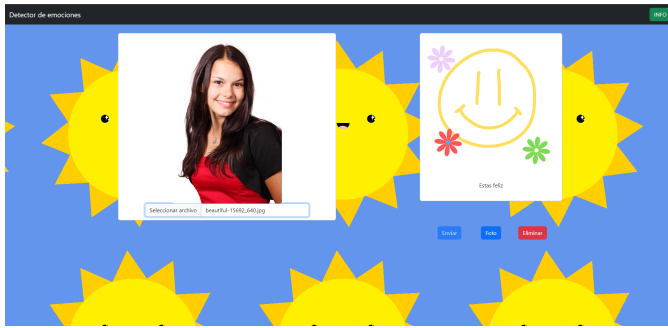 Detector de emociones
INFO
Seleccionar archivo beautiful-15692_640.jpg
Estas feliz
Enviar
Foto
Eliminar